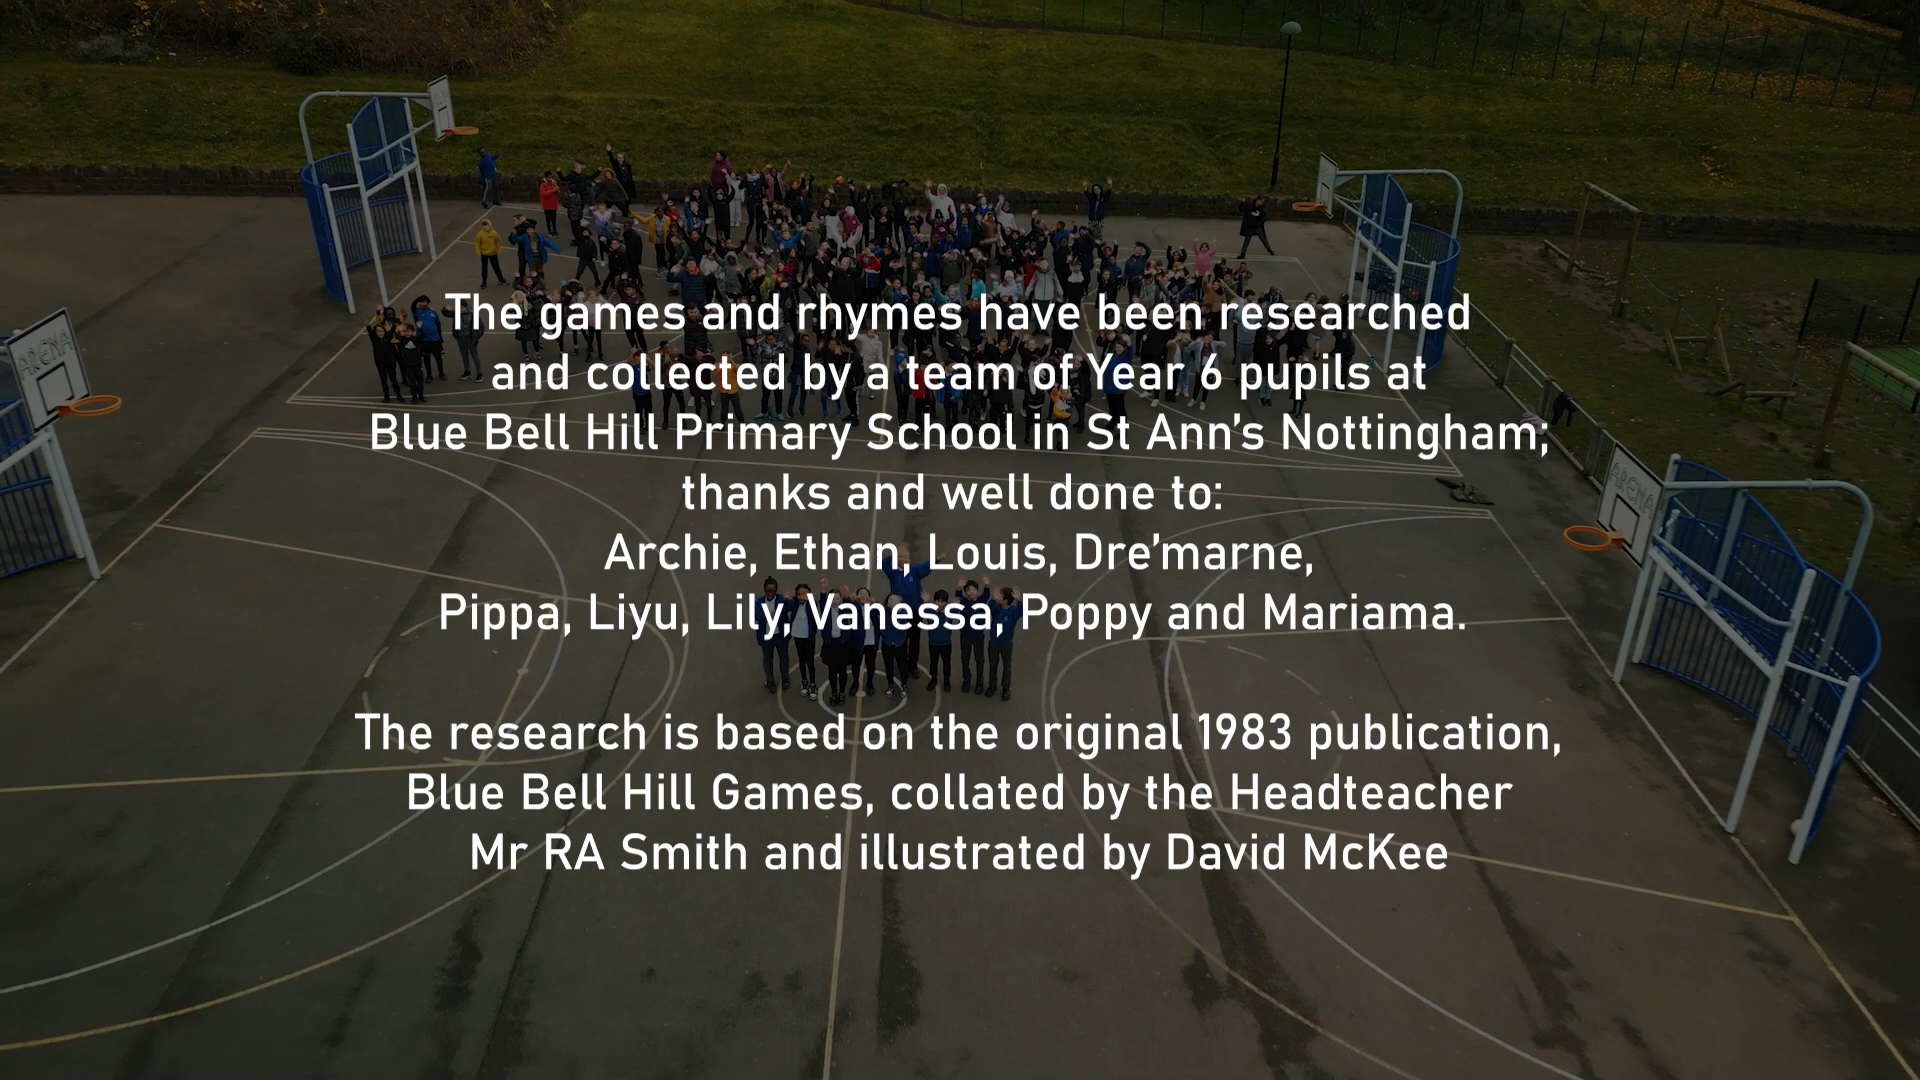 The games and rhymes have been researched
and collected by a team of Year 6 pupils at
Blue Bell Hill Primary School in St Ann's Nottingham;
thanks and well done to:
Archie, Ethan, Louis, Dre'marne,
Pippa, Liyu, Lily, Vanessa, Poppy and Mariama.
The research is based on the original 1983 publication,
Blue Bell Hill Games, collated by the Headteacher
Mr RA Smith and illustrated by David McKee
ARENA
ARENA